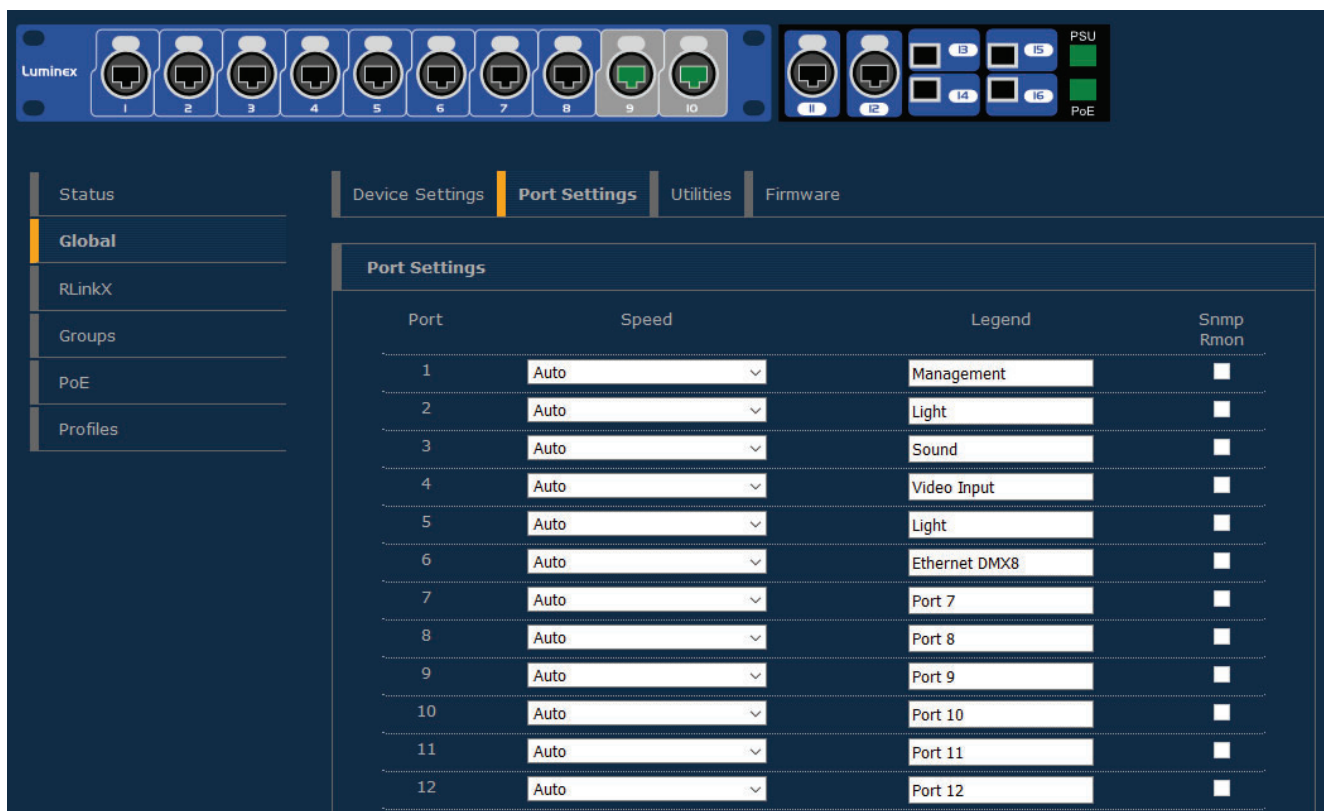 Luminex
1 2 3 4 5 6 7 8 9 10
11 12 13 15
14 16
PSU
PoE
Status
Global
RLinkX
Groups
PoE
Profiles
Device Settings Port Settings Utilities Firmware
Port Settings
Port Speed Legend Snmp
Rmon
1 Auto Management
2 Auto Light
3 Auto Sound
4 Auto Video Input
5 Auto Light
6 Auto Ethernet DMX8
7 Auto Port 7
8 Auto Port 8
9 Auto Port 9
10 Auto Port 10
11 Auto Port 11
12 Auto Port 12